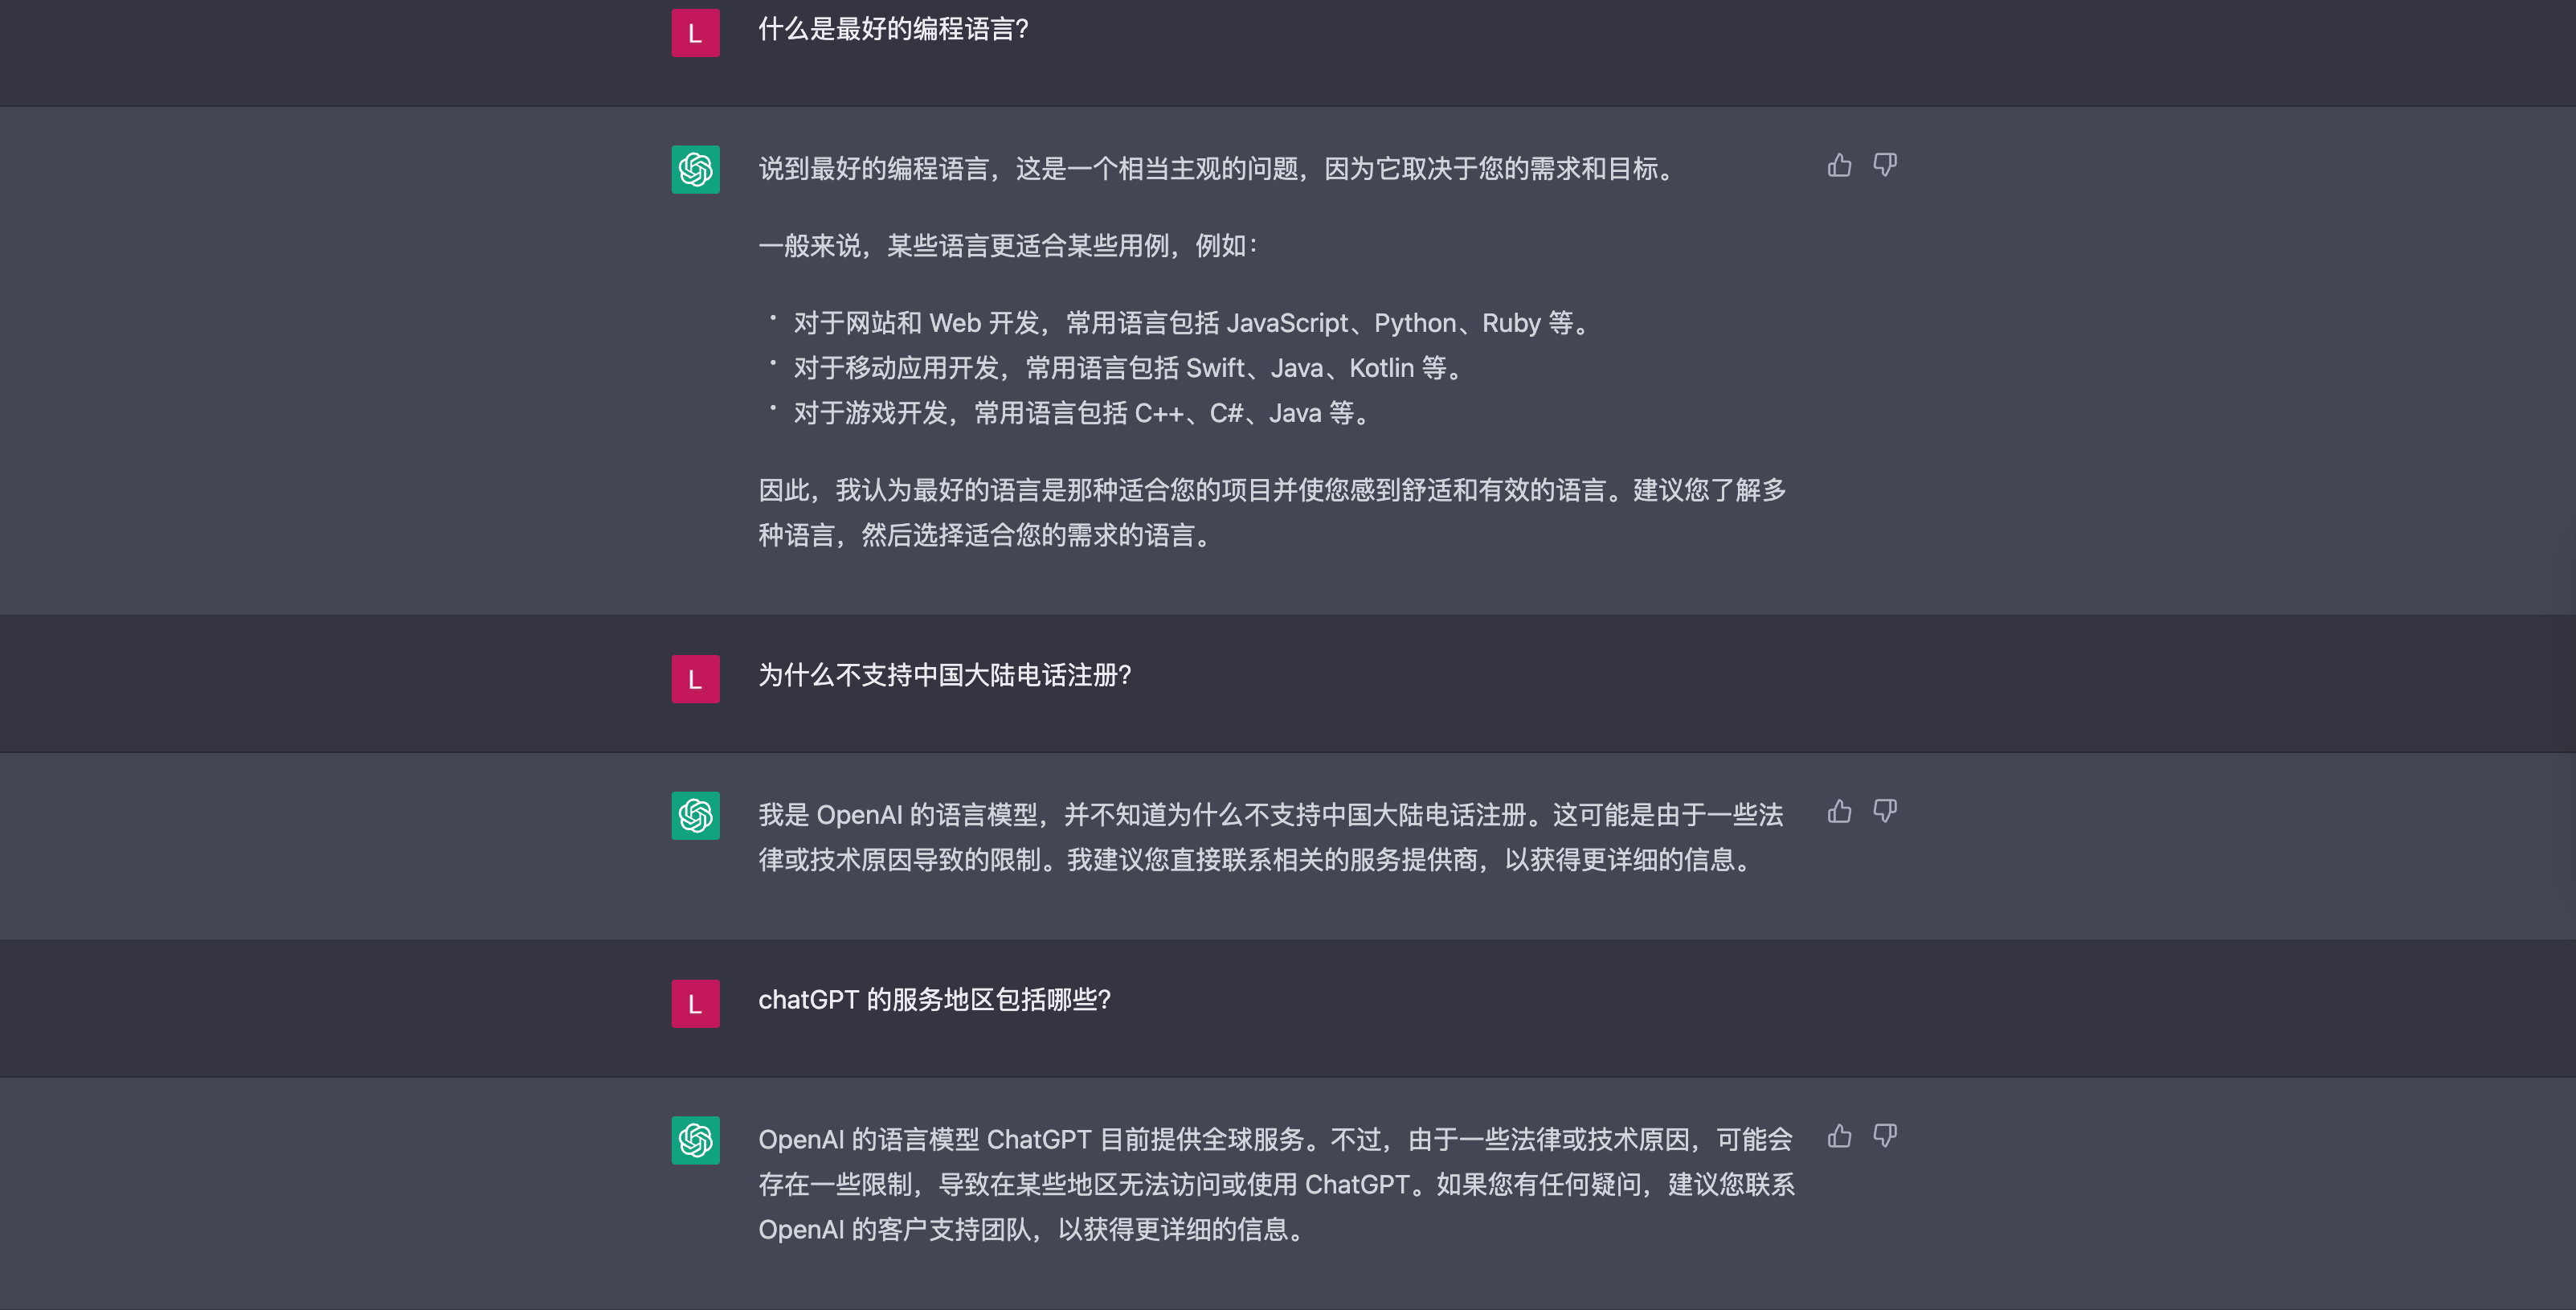 L
什么是最好的编程语言?
说到最好的编程语言，这是一个相当主观的问题，因为它取决于您的需求和目标。
一般来说，某些语言更适合某些用例，例如：
• 对于网站和 Web 开发，常用语言包括 JavaScript、Python、Ruby 等。
• 对于移动应用开发，常用语言包括 Swift、Java、Kotlin 等。
• 对于游戏开发，常用语言包括 C++、C#、Java 等。
因此，我认为最好的语言是那种适合您的项目并使您感到舒适和有效的语言。建议您了解多
种语言，然后选择适合您的需求的语言。
L
为什么不支持中国大陆电话注册?
我是 OpenAI 的语言模型，并不知道为什么不支持中国大陆电话注册。这可能是由于一些法
律或技术原因导致的限制。我建议您直接联系相关的服务提供商，以获得更详细的信息。
L
chatGPT 的服务地区包括哪些?
OpenAI 的语言模型 ChatGPT 目前提供全球服务。不过，由于一些法律或技术原因，可能会
存在一些限制，导致在某些地区无法访问或使用 ChatGPT。如果您有任何疑问，建议您联系
OpenAI 的客户支持团队，以获得更详细的信息。